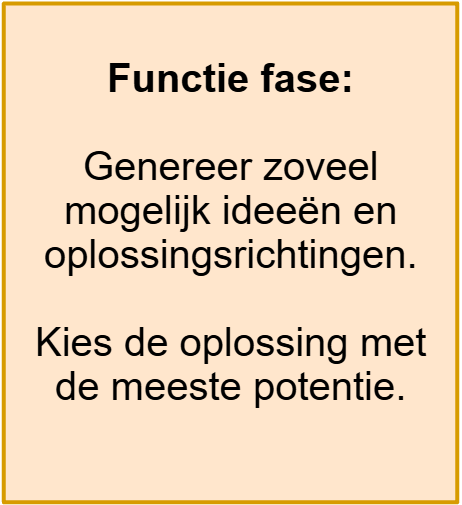 Functie fase:
Genereer zoveel
mogelijk ideeën en
oplossingsrichtingen.
Kies de oplossing met
de meeste potentie.